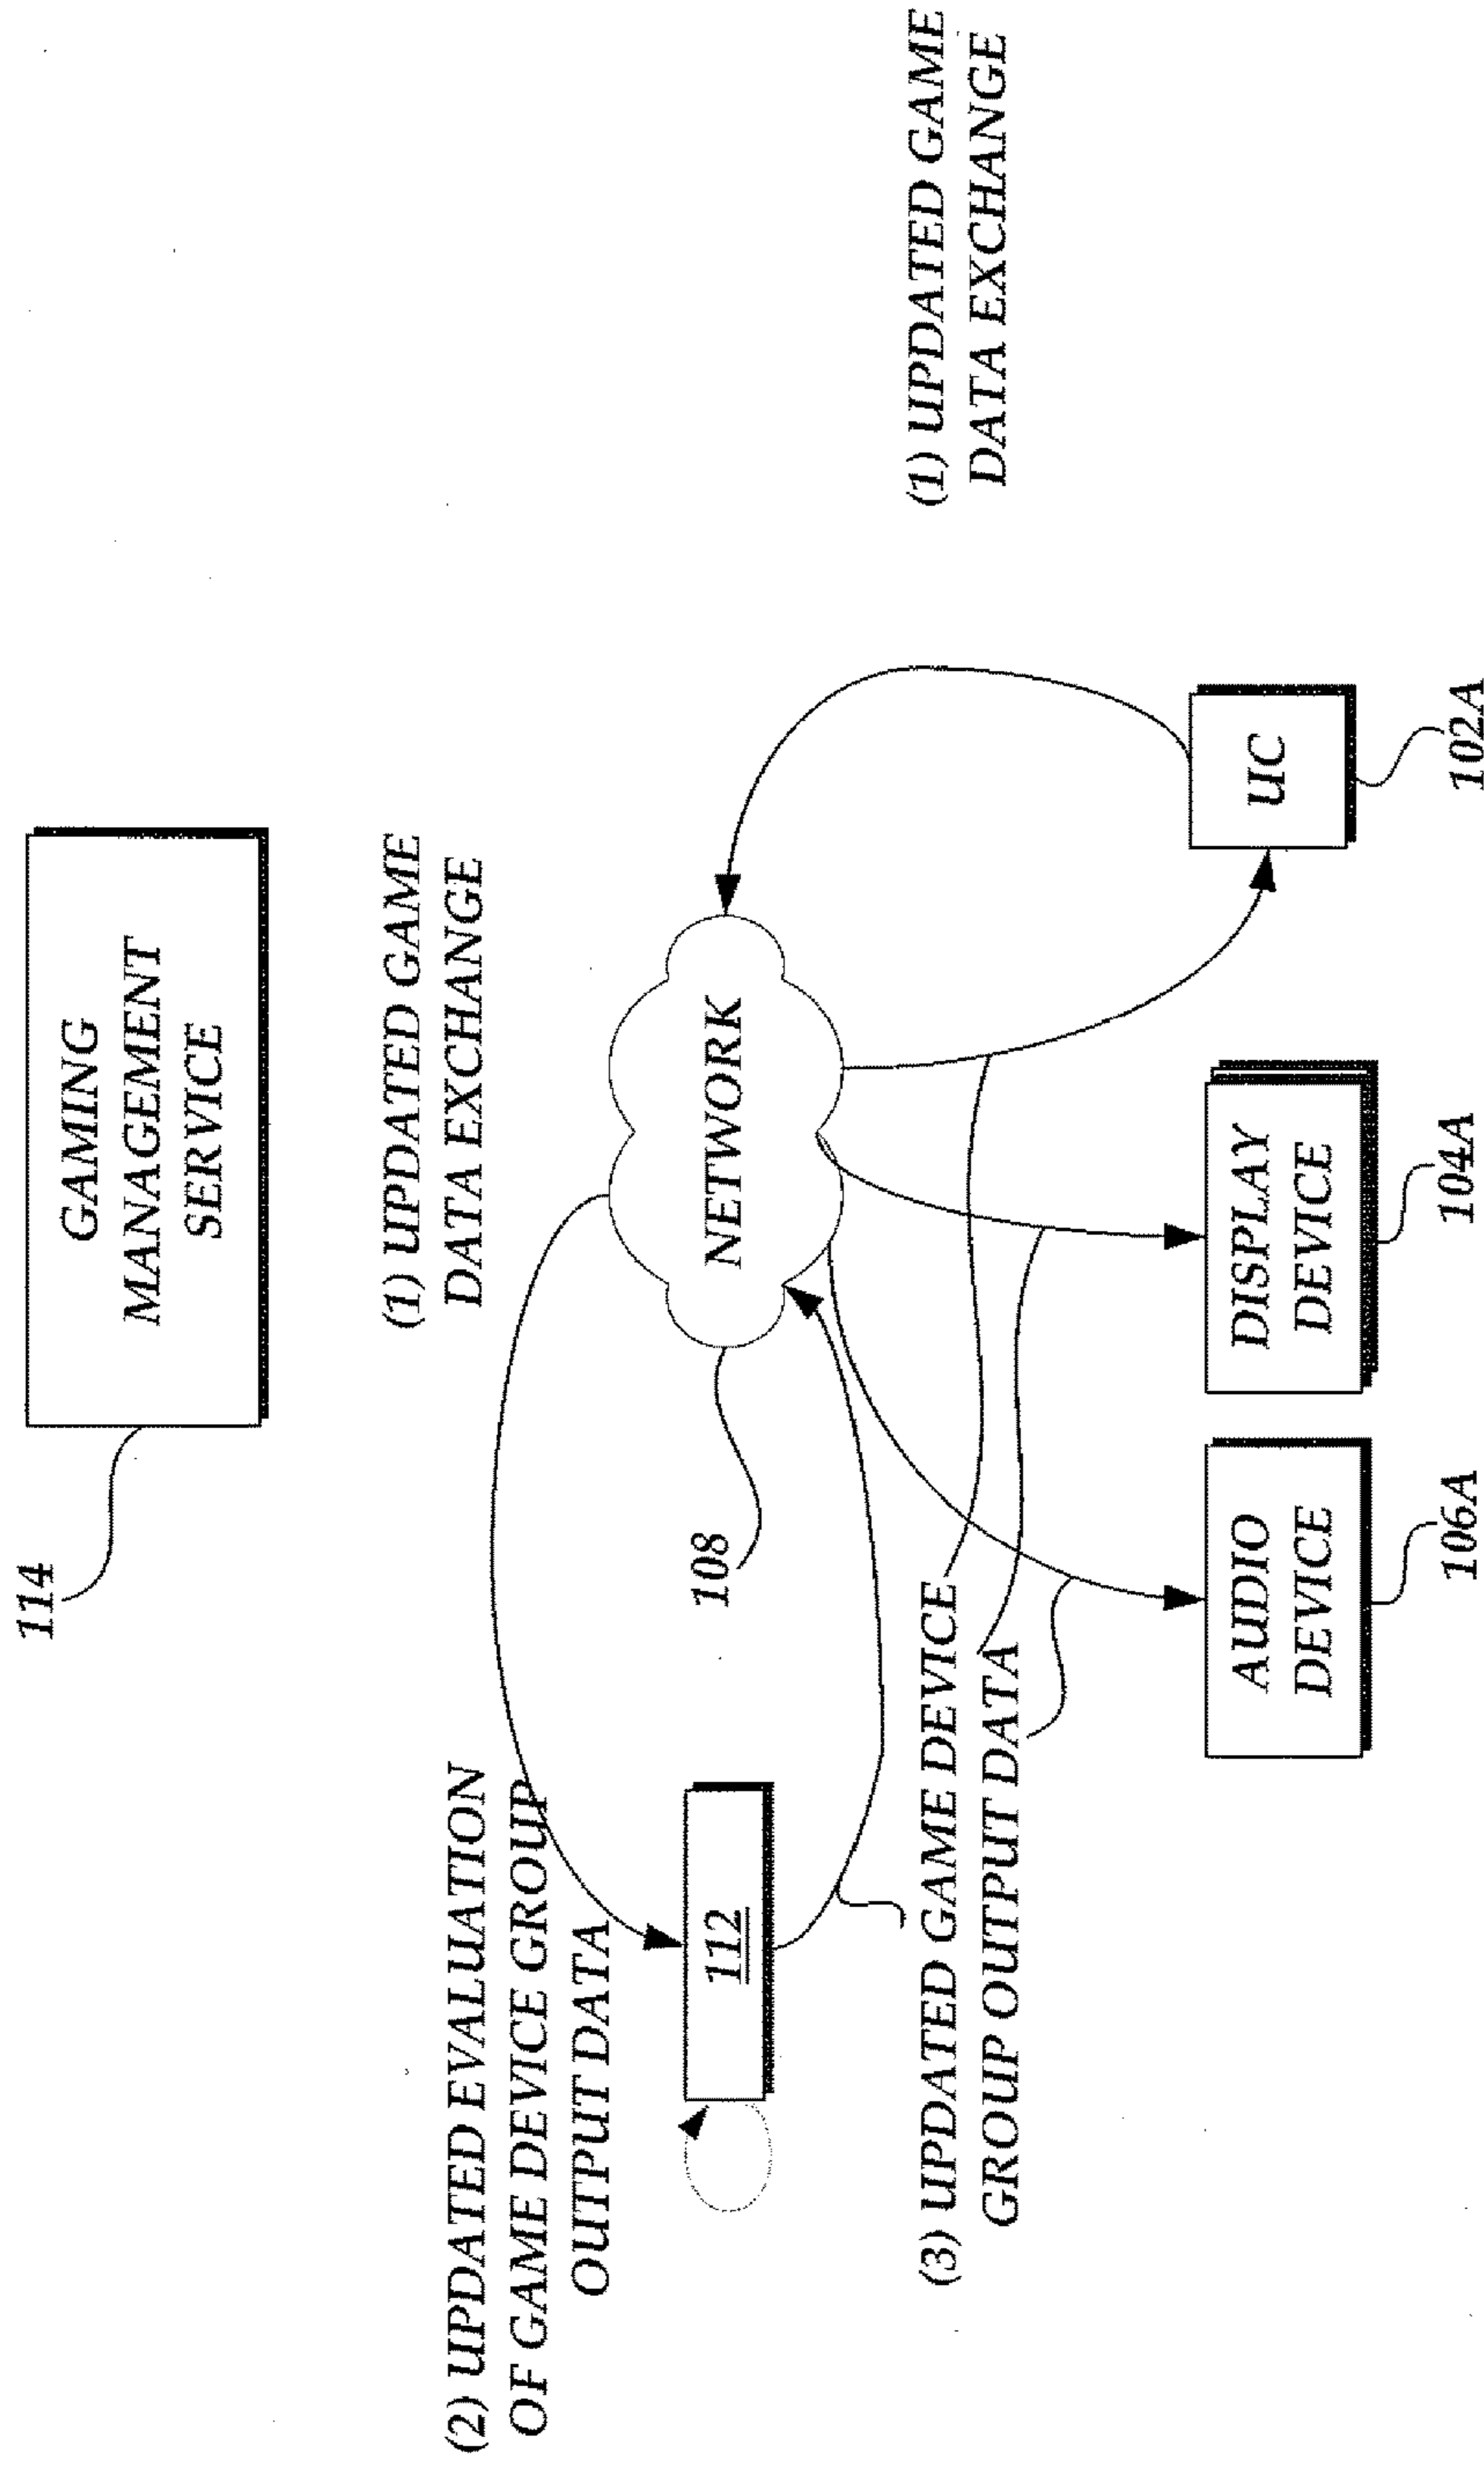 114
GAMING
MANAGEMENT
SERVICE
(1) UPDATED GAME
DATA EXCHANGE
(2) UPDATED EVALUATION
OF GAME DEVICE GROUP
OUTPUT DATA
112
108
NETWORK
(1) UPDATED GAME
DATA EXCHANGE
(3) UPDATED GAME DEVICE
GROUP OUTPUT DATA
AUDIO
DEVICE
106A
DISPLAY
DEVICE
104A
UC
102A